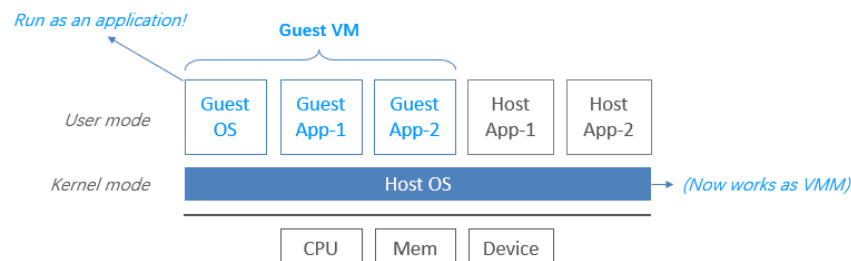 Run as an application!
Guest VM
User mode
Guest OS
Guest App-1
Guest App-2
Host App-1
Host App-2
Kernel mode
Host OS
(Now works as VMM)
CPU
Mem
Device